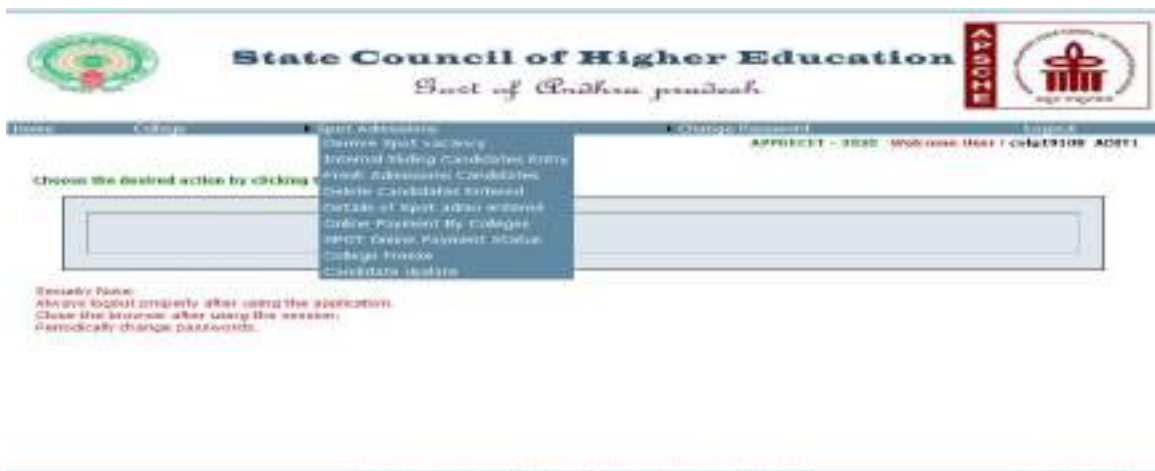 State Council of Higher Education
Govt of Andhra pradesh
APSCHE
Home College Spot Admissions Change Password Logout
Spot Vacancy
Internal Sliding Candidates Entry
Fresh Admissions Candidates
Delete Candidates Entered
Details of Spot admn entered
Online Payment By Colleges
SPOT Online Payment Status
College Freeze
Candidate Update
APPGECET - 2020 Welcome User :
Choose the desired action by clicking
Security Note:
Always logout properly after using the application.
Close the browser after using the session.
Periodically change passwords.